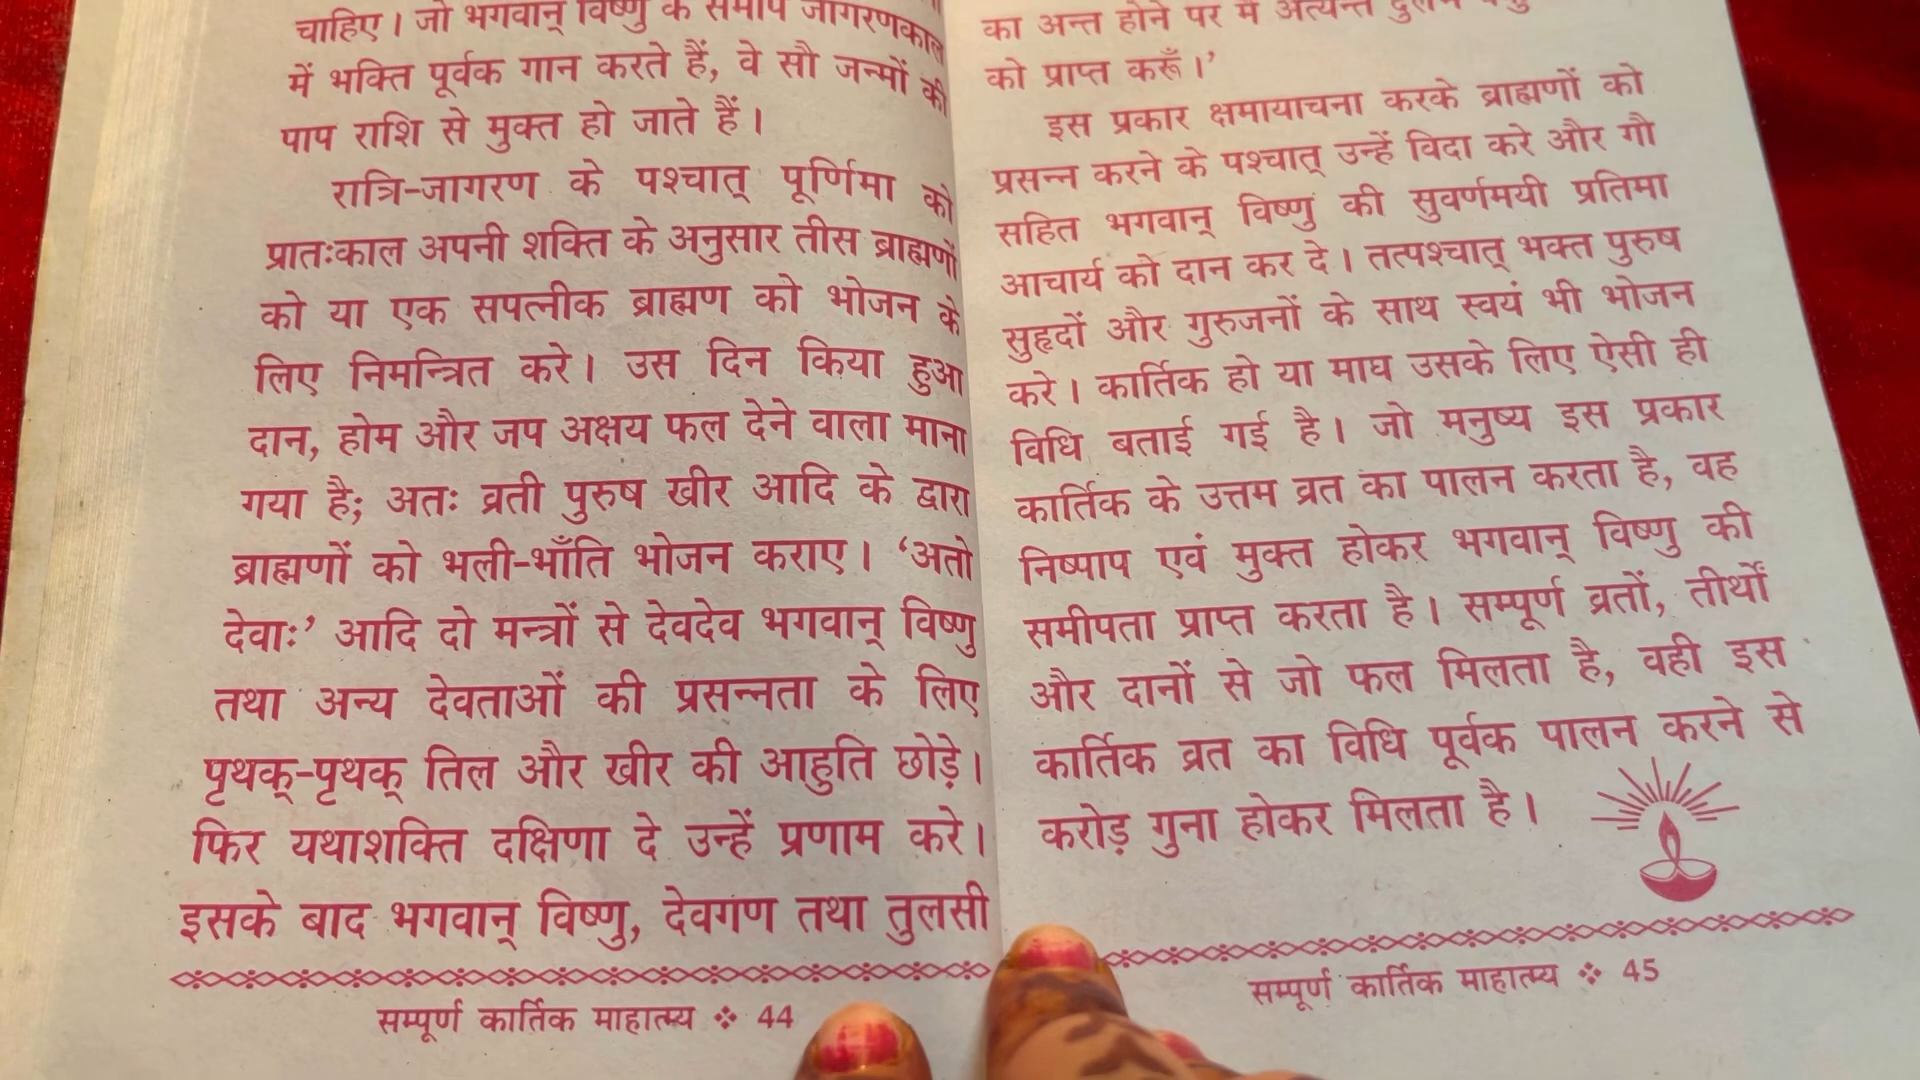 चाहिए। जो भगवान् विष्णु के समीप जागरणकाल
में भक्ति पूर्वक गान करते हैं, वे सौ जन्मों की
पाप राशि से मुक्त हो जाते हैं।
रात्रि-जागरण के पश्चात् पूर्णिमा को
प्रातःकाल अपनी शक्ति के अनुसार तीस ब्राह्मणों
को या एक सपत्नीक ब्राह्मण को भोजन के
लिए निमन्त्रित करे। उस दिन किया हुआ
दान, होम और जप अक्षय फल देने वाला माना
गया है; अतः व्रती पुरुष खीर आदि के द्वारा
ब्राह्मणों को भली-भाँति भोजन कराए। ‘अतो
देवाः’ आदि दो मन्त्रों से देवदेव भगवान् विष्णु
तथा अन्य देवताओं की प्रसन्नता के लिए
पृथक्-पृथक् तिल और खीर की आहुति छोड़े।
फिर यथाशक्ति दक्षिणा दे उन्हें प्रणाम करे।
इसके बाद भगवान् विष्णु, देवगण तथा तुलसी
सम्पूर्ण कार्तिक माहात्म्य ❖ 44
का अन्त होने पर मैं अत्यन्त
को प्राप्त करूँ।’
इस प्रकार क्षमायाचना करके ब्राह्मणों को
प्रसन्न करने के पश्चात् उन्हें विदा करे और गौ
सहित भगवान् विष्णु की सुवर्णमयी प्रतिमा
आचार्य को दान कर दे। तत्पश्चात् भक्त पुरुष
सुहृदों और गुरुजनों के साथ स्वयं भी भोजन
करे। कार्तिक हो या माघ उसके लिए ऐसी ही
विधि बताई गई है। जो मनुष्य इस प्रकार
कार्तिक के उत्तम व्रत का पालन करता है, वह
निष्पाप एवं मुक्त होकर भगवान् विष्णु की
समीपता प्राप्त करता है। सम्पूर्ण व्रतों, तीर्थों
और दानों से जो फल मिलता है, वही इस
कार्तिक व्रत का विधि पूर्वक पालन करने से
करोड़ गुना होकर मिलता है।
सम्पूर्ण कार्तिक माहात्म्य ❖ 45